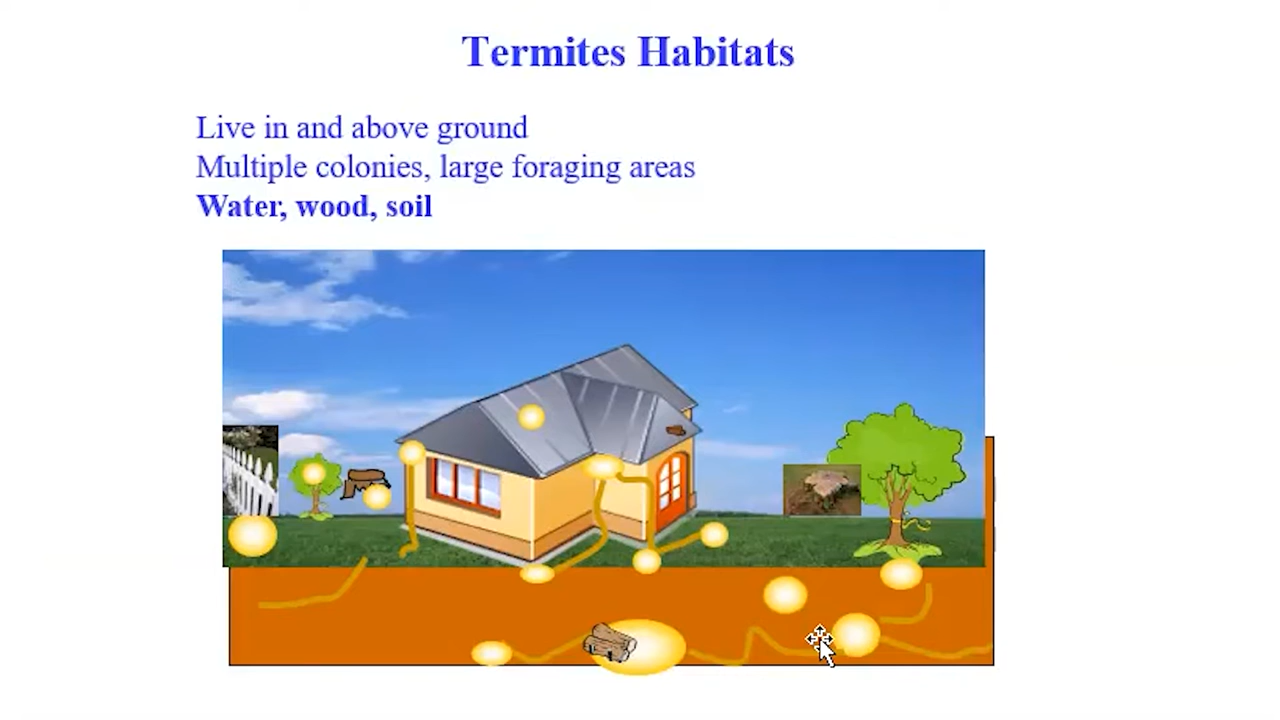 Termites Habitats
Live in and above ground
Multiple colonies, large foraging areas
Water, wood, soil